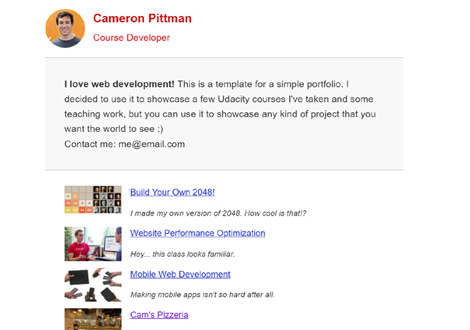 Cameron Pittman
Course Developer
I love web development! This is a template for a simple portfolio. I
decided to use it to showcase a few Udacity courses I've taken and some
teaching work, but you can use it to showcase any kind of project that you
want the world to see :)
Contact me: me@email.com
Build Your Own 2048!
I made my own version of 2048. How cool is that!?
Website Performance Optimization
Hey... this class looks familiar.
Mobile Web Development
Making mobile apps isn't so hard after all.
Cam's Pizzeria